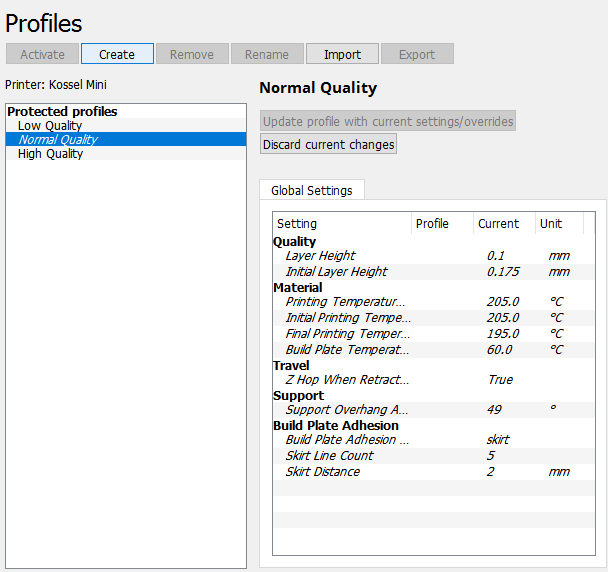 Profiles
Activate Create Remove Rename Import Export
Printer: Kossel Mini
Protected profiles
Low Quality
Normal Quality
High Quality
Normal Quality
Update profile with current settings/overrides
Discard current changes
Global Settings
Setting Profile Current Unit
Quality
Layer Height 0.1 mm
Initial Layer Height 0.175 mm
Material
Printing Temperatur... 205.0 °C
Initial Printing Tempe... 205.0 °C
Final Printing Temper... 195.0 °C
Build Plate Temperat... 60.0 °C
Travel
Z Hop When Retract... True
Support
Support Overhang A... 49 °
Build Plate Adhesion
Build Plate Adhesion ... skirt
Skirt Line Count 5
Skirt Distance 2 mm